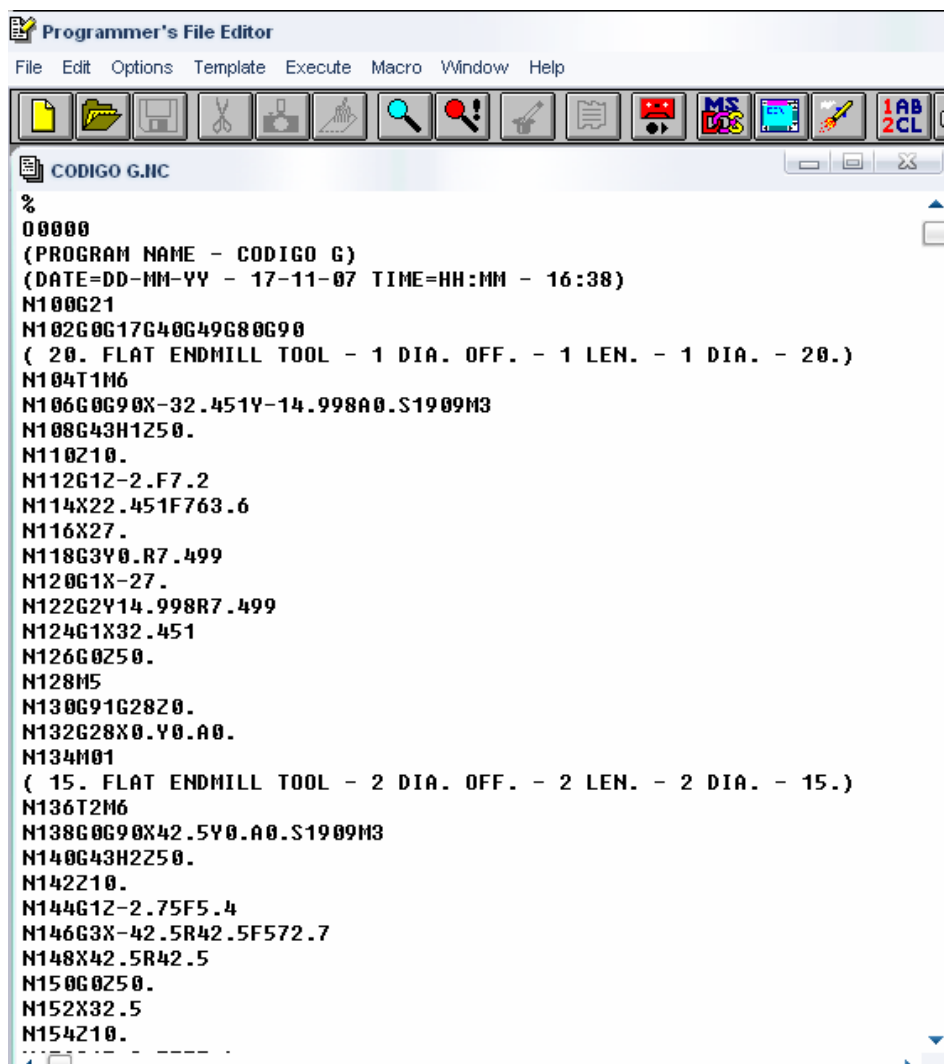 Programmer's File Editor
File Edit Options Template Execute Macro Window Help
MS DOS 1AB 2CL
CODIGO G.NC
%
O0000
(PROGRAM NAME - CODIGO G)
(DATE=DD-MM-YY - 17-11-07 TIME=HH:MM - 16:38)
N100G21
N102G0G17G40G49G80G90
( 20. FLAT ENDMILL TOOL - 1 DIA. OFF. - 1 LEN. - 1 DIA. - 20.)
N104T1M6
N106G0G90X-32.451Y-14.998A0.S1909M3
N108G43H1Z50.
N110Z10.
N112G1Z-2.F7.2
N114X22.451F763.6
N116X27.
N118G3Y0.R7.499
N120G1X-27.
N122G2Y14.998R7.499
N124G1X32.451
N126G0Z50.
N128M5
N130G91G28Z0.
N132G28X0.Y0.A0.
N134M01
( 15. FLAT ENDMILL TOOL - 2 DIA. OFF. - 2 LEN. - 2 DIA. - 15.)
N136T2M6
N138G0G90X42.5Y0.A0.S1909M3
N140G43H2Z50.
N142Z10.
N144G1Z-2.75F5.4
N146G3X-42.5R42.5F572.7
N148X42.5R42.5
N150G0Z50.
N152X32.5
N154Z10.